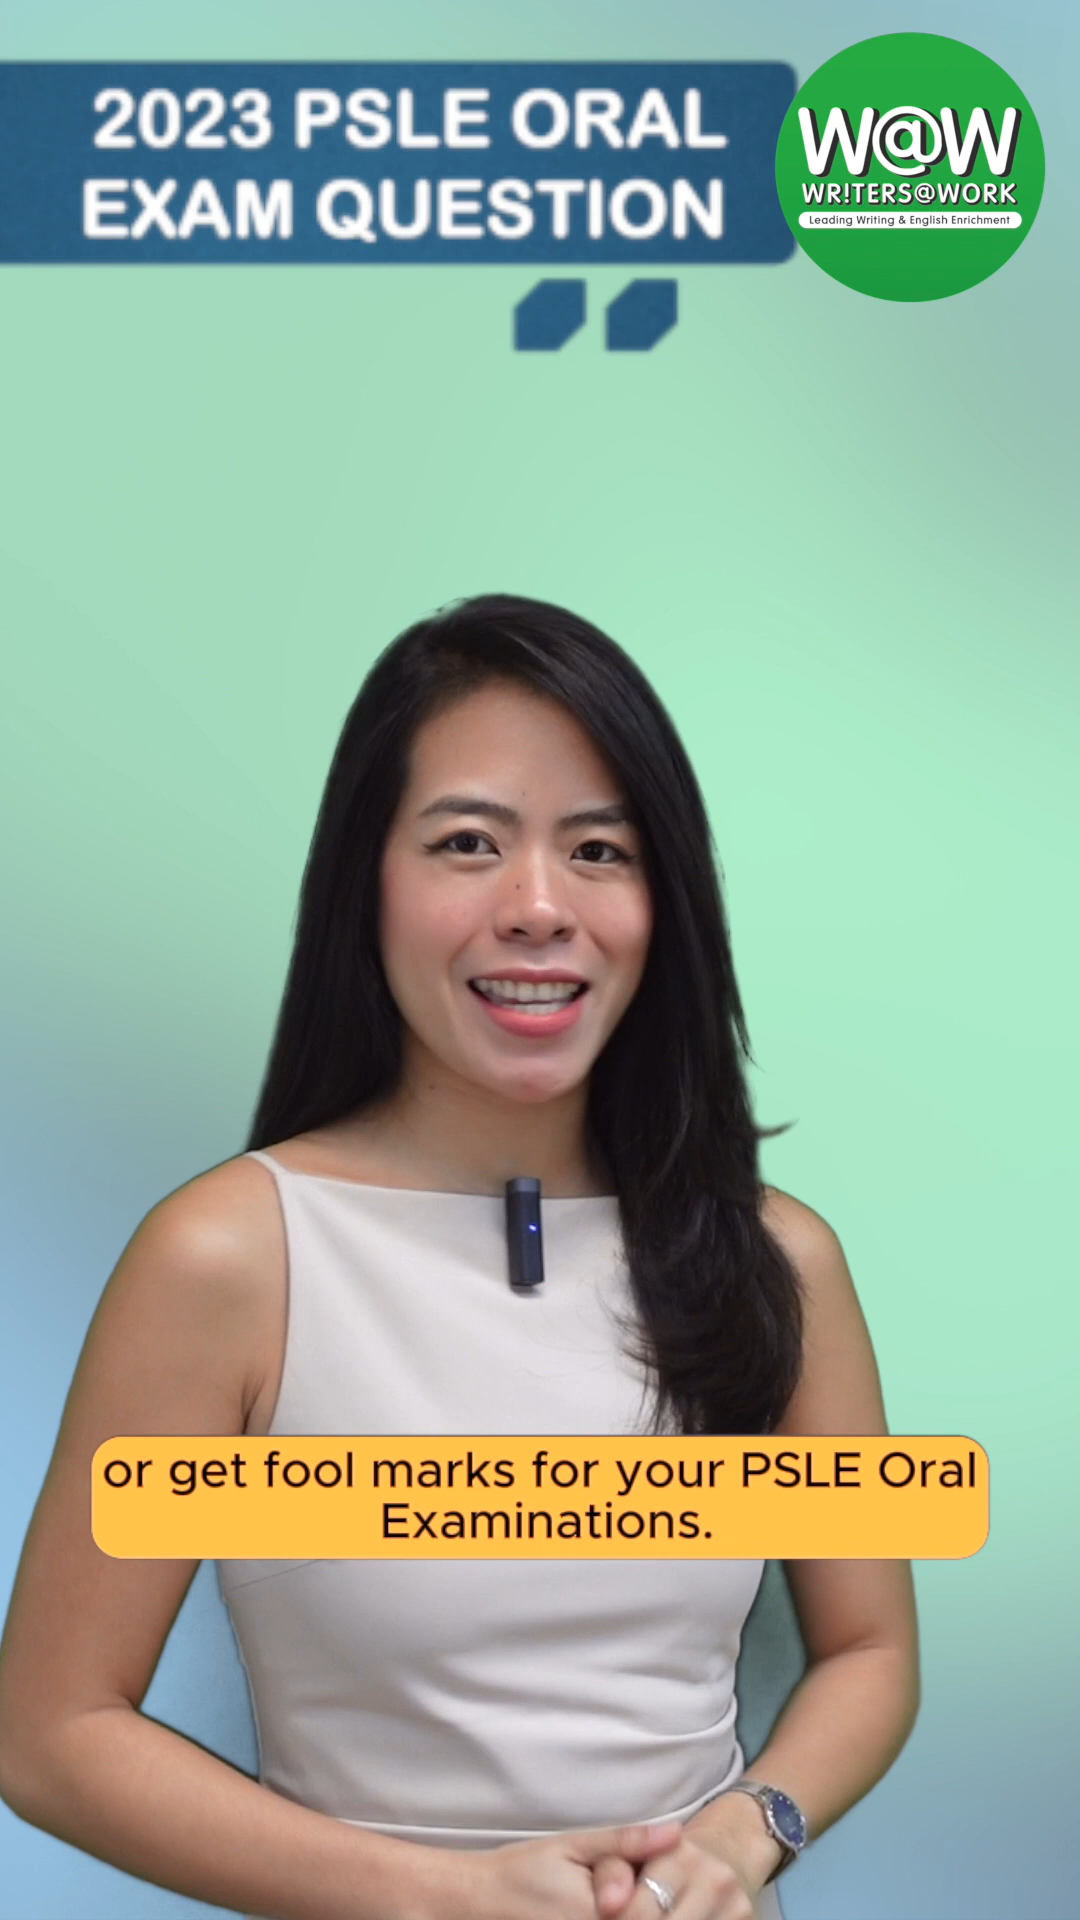 2023 PSLE ORAL
EXAM QUESTION
W@W
WR!TERS@WORK
Leading Writing & English Enrichment
or get fool marks for your PSLE Oral
Examinations.